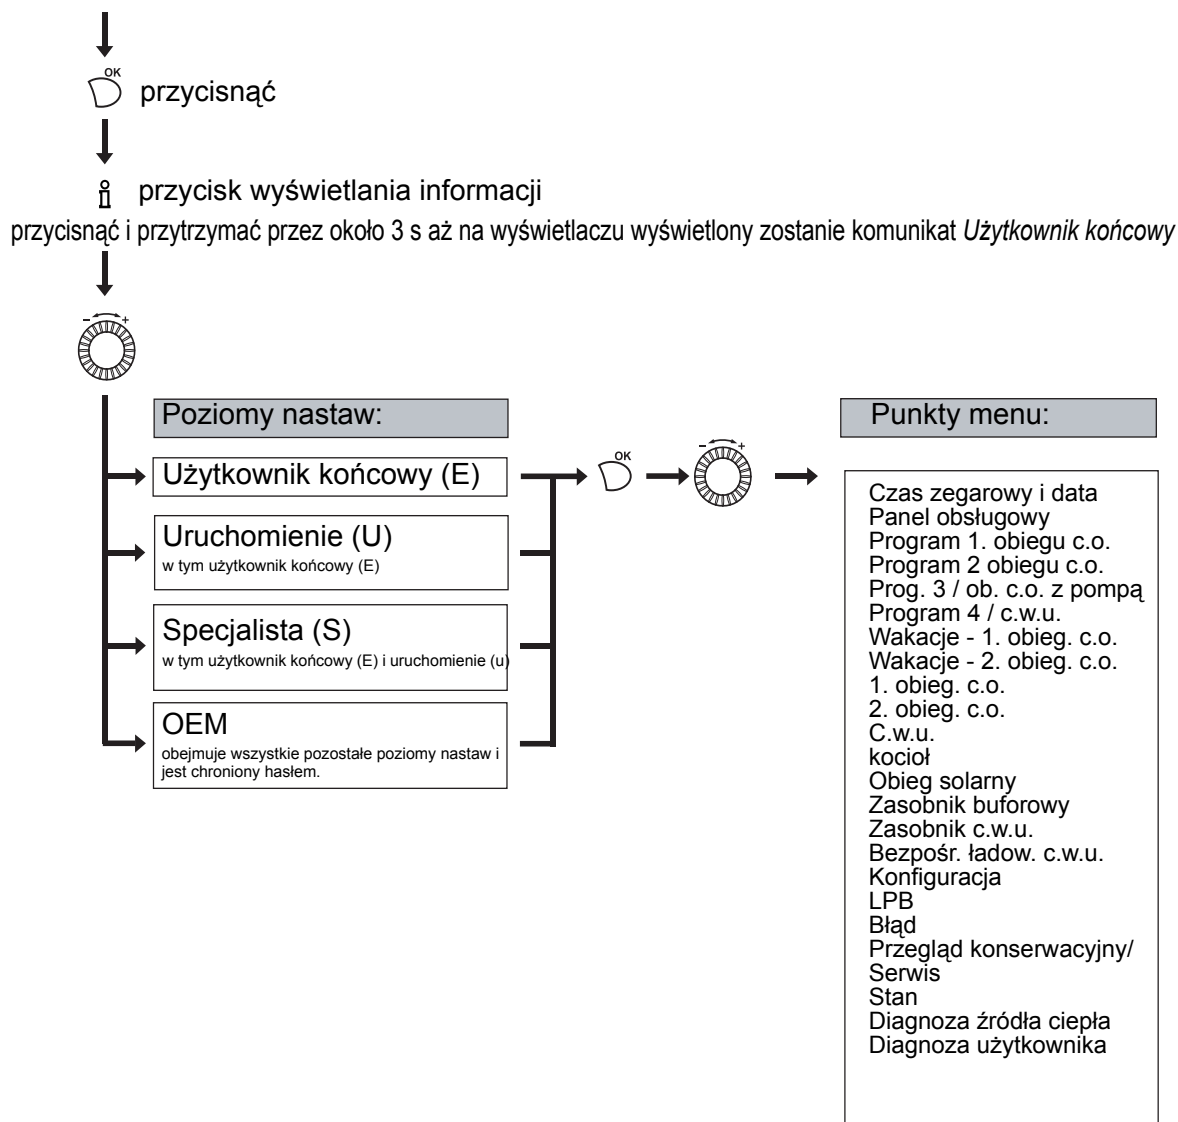 OK
przycisnąć
przycisk wyświetlania informacji
przycisnąć i przytrzymać przez około 3 s aż na wyświetlaczu wyświetlony zostanie komunikat Użytkownik końcowy
- +
Poziomy nastaw:
Użytkownik końcowy (E)
Uruchomienie (U)
w tym użytkownik końcowy (E)
Specjalista (S)
w tym użytkownik końcowy (E) i uruchomienie (u)
OEM
obejmuje wszystkie pozostałe poziomy nastaw i
jest chroniony hasłem.
OK
- +
Punkty menu:
Czas zegarowy i data
Panel obsługowy
Program 1. obiegu c.o.
Program 2 obiegu c.o.
Prog. 3 / ob. c.o. z pompą
Program 4 / c.w.u.
Wakacje - 1. obieg. c.o.
Wakacje - 2. obieg. c.o.
1. obieg. c.o.
2. obieg. c.o.
C.w.u.
kocioł
Obieg solarny
Zasobnik buforowy
Zasobnik c.w.u.
Bezpośr. ładow. c.w.u.
Konfiguracja
LPB
Błąd
Przegląd konserwacyjny/
Serwis
Stan
Diagnoza źródła ciepła
Diagnoza użytkownika